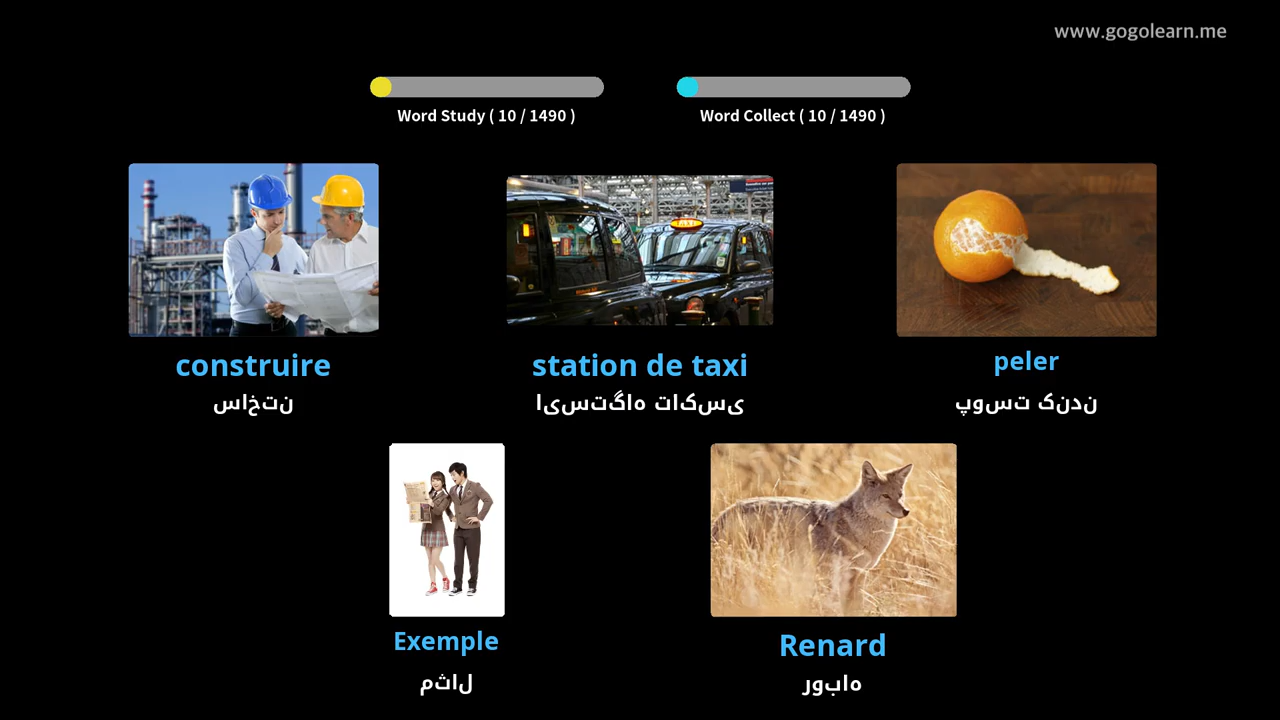 www.gogolearn.me
Word Study ( 10 / 1490 )
Word Collect ( 10 / 1490 )
TAXI
construire
ساختن
station de taxi
ایستگاه تاکسی
peler
پوست کندن
Exemple
مثال
Renard
روباه